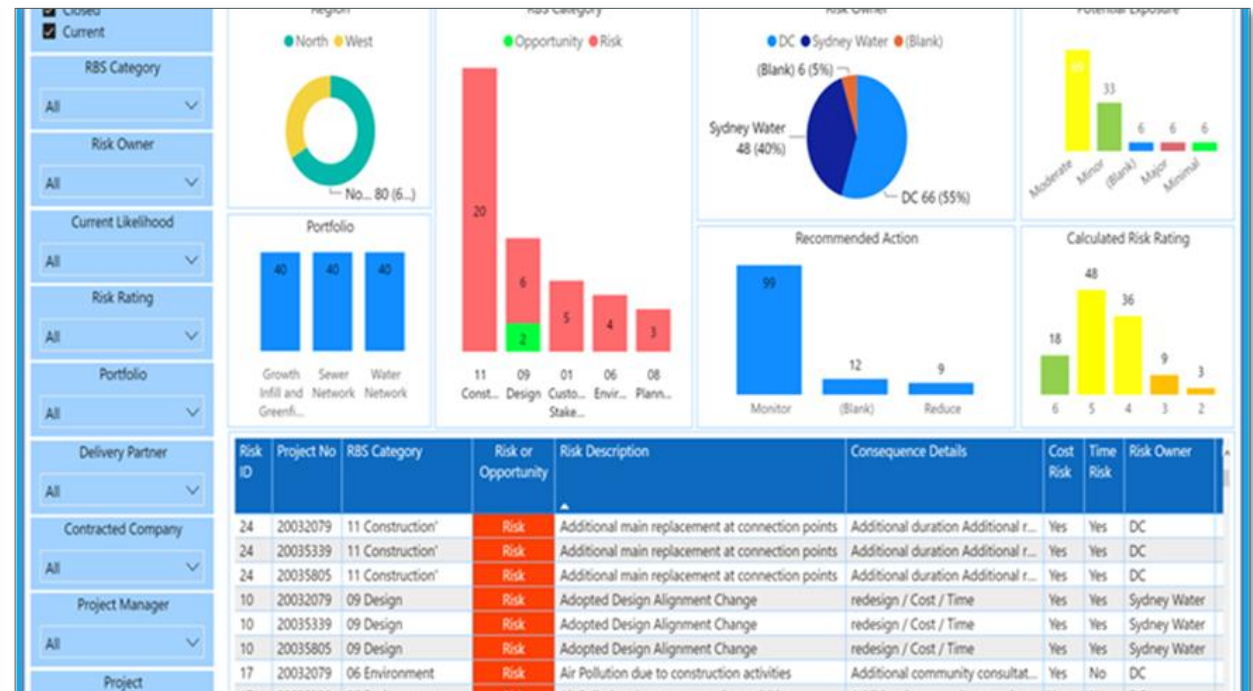 Closed
Current
RBS Category
All
Risk Owner
All
Current Likelihood
All
Risk Rating
All
Portfolio
All
Delivery Partner
All
Contracted Company
All
Project Manager
All
Project
Region
North West
No... 80 (6...)
RBS Category
Opportunity Risk
20
6
2
5
4
3
11 09 01 06 08
Const... Design Custo... Envir... Plann...
Stake...
Risk Owner
DC Sydney Water (Blank)
(Blank) 6 (5%)
Sydney Water
48 (40%)
DC 66 (55%)
Potential Exposure
33
6 6 6
Moderate Minor (Blank) Major Minimal
Portfolio
40 40 40
Growth Sewer Water
Infill and Network Network
Greenfi...
Recommended Action
99
12
9
Monitor (Blank) Reduce
Calculated Risk Rating
48
36
18
9
3
6 5 4 3 2
Risk Project No RBS Category Risk or Risk Description Consequence Details Cost Time Risk Owner
ID Opportunity Risk Risk
24 20032079 11 Construction' Risk Additional main replacement at connection points Additional duration Additional r... Yes Yes DC
24 20035339 11 Construction' Risk Additional main replacement at connection points Additional duration Additional r... Yes Yes DC
24 20035805 11 Construction' Risk Additional main replacement at connection points Additional duration Additional r... Yes Yes DC
10 20032079 09 Design Risk Adopted Design Alignment Change redesign / Cost / Time Yes Yes Sydney Water
10 20035339 09 Design Risk Adopted Design Alignment Change redesign / Cost / Time Yes Yes Sydney Water
10 20035805 09 Design Risk Adopted Design Alignment Change redesign / Cost / Time Yes Yes Sydney Water
17 20032079 06 Environment Risk Air Pollution due to construction activities Additional community consultat... Yes No DC